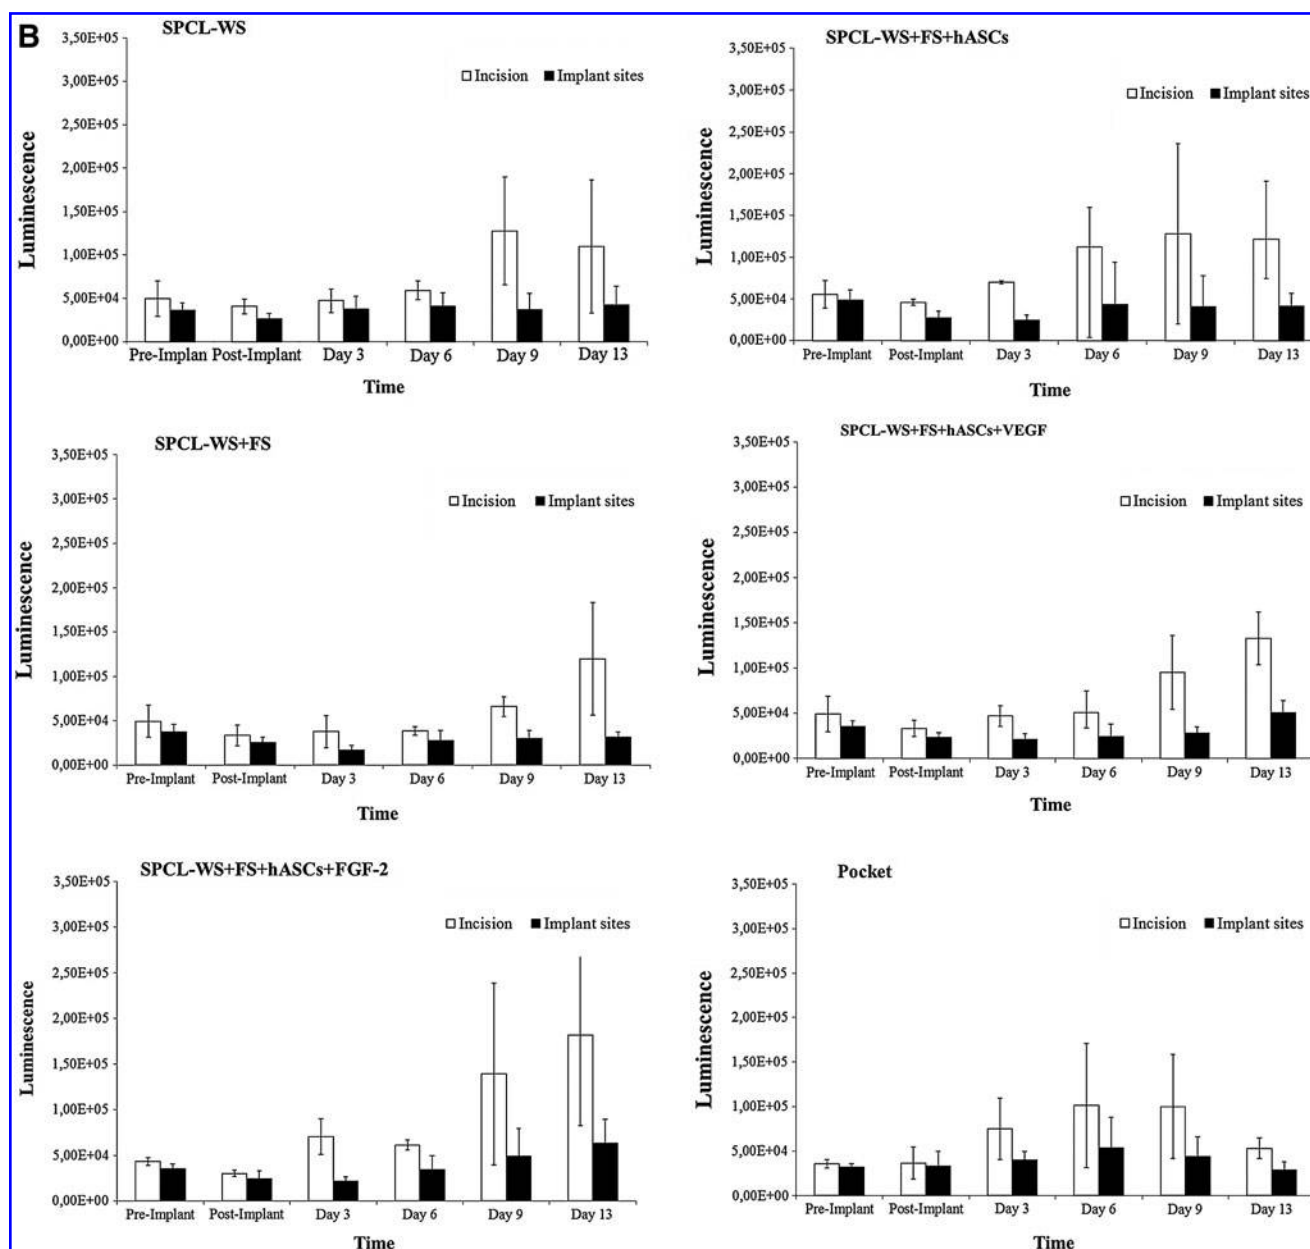 B
SPCL-WS
3,50E+05
3,00E+05
2,50E+05
2,00E+05
1,50E+05
1,00E+05
5,00E+04
0,00E+00
Luminescence
Incision Implant sites
Pre-Implan Post-Implant Day 3 Day 6 Day 9 Day 13
Time
SPCL-WS+FS+hASCs
3,50E+05
3,00E+05
2,50E+05
2,00E+05
1,50E+05
1,00E+05
5,00E+04
0,00E+00
Luminescence
Incision Implant sites
Pre-Implant Post-Implant Day 3 Day 6 Day 9 Day 13
Time
SPCL-WS+FS
3,50E+05
3,00E+05
2,50E+05
2,00E+05
1,50E+05
1,00E+05
5,00E+04
0,00E+00
Luminescence
Incision Implant sites
Pre-Implant Post-Implant Day 3 Day 6 Day 9 Day 13
Time
SPCL-WS+FS+hASCs+VEGF
3,50E+05
3,00E+05
2,50E+05
2,00E+05
1,50E+05
1,00E+05
5,00E+04
0,00E+00
Luminescence
Incision Implant sites
Pre-Implant Post-Implant Day 3 Day 6 Day 9 Day 13
Time
SPCL-WS+FS+hASCs+FGF-2
3,50E+05
3,00E+05
2,50E+05
2,00E+05
1,50E+05
1,00E+05
5,00E+04
0,00E+00
Luminescence
Incision Implant sites
Pre-Implant Post-Implant Day 3 Day 6 Day 9 Day 13
Time
Pocket
3,50E+05
3,00E+05
2,50E+05
2,00E+05
1,50E+05
1,00E+05
5,00E+04
0,00E+00
Luminescence
Incision Implant sites
Pre-Implant Post-Implant Day 3 Day 6 Day 9 Day 13
Time